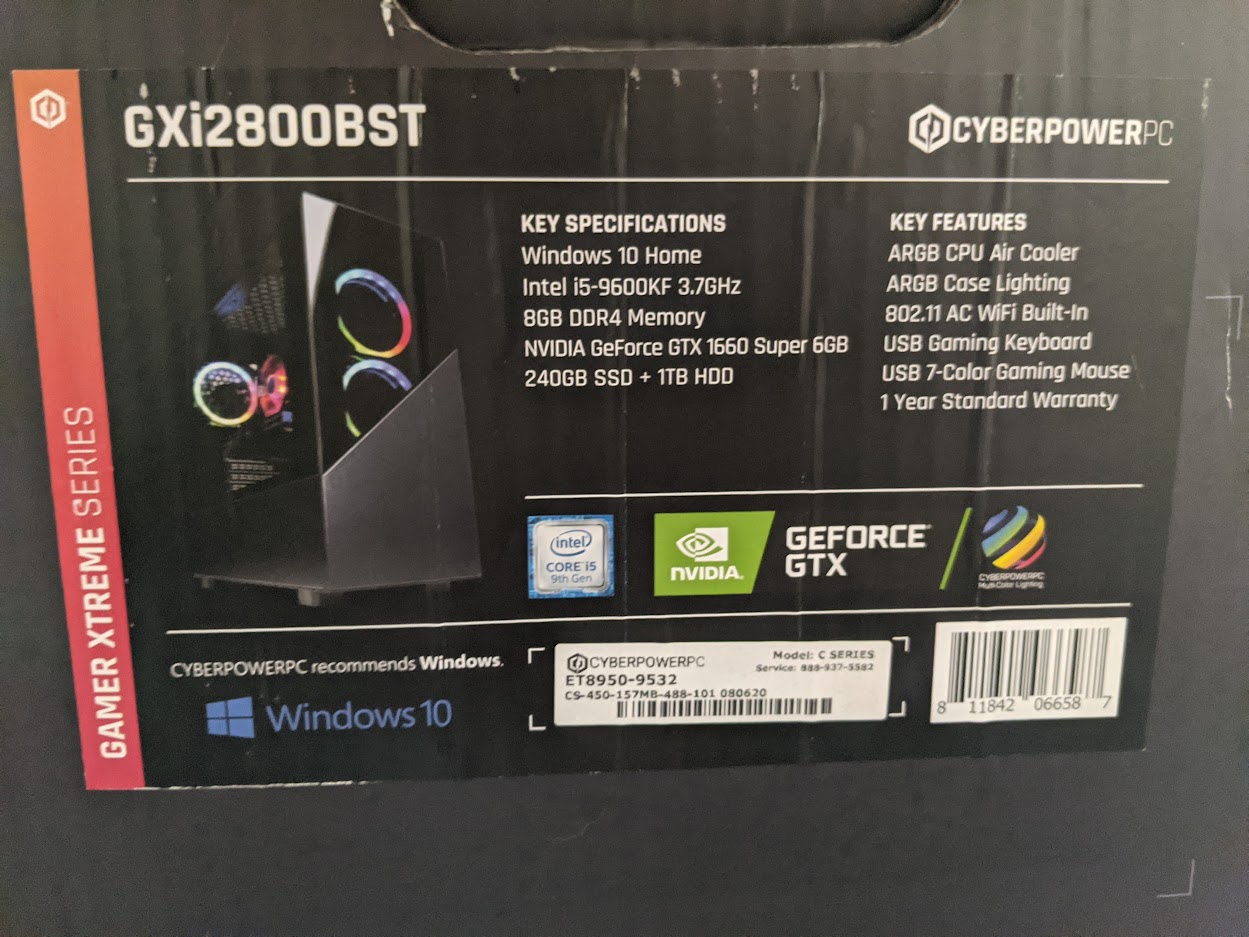 GXi2800BST
CYBERPOWERPC
KEY SPECIFICATIONS
Windows 10 Home
Intel i5-9600KF 3.7GHz
8GB DDR4 Memory
NVIDIA GeForce GTX 1660 Super 6GB
240GB SSD + 1TB HDD
KEY FEATURES
ARGB CPU Air Cooler
ARGB Case Lighting
802.11 AC WiFi Built-In
USB Gaming Keyboard
USB 7-Color Gaming Mouse
1 Year Standard Warranty
GAMER XTREME SERIES
intel
CORE i5
9th Gen
NVIDIA.
GEFORCE®
GTX
CYBERPOWERPC
Multi-Color Lighting
CYBERPOWERPC recommends Windows.
Windows 10
CYBERPOWERPC
Model: C SERIES
Service: 888-937-5582
ET8950-9532
CS-450-157MB-488-101 080620
8 11842 06658 7